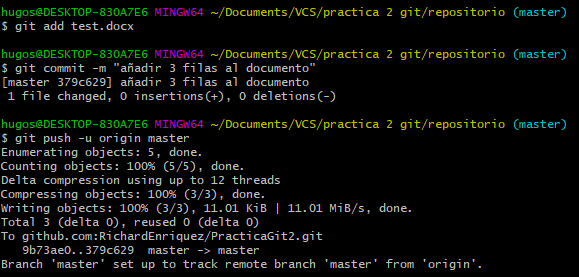 hugos@DESKTOP-830A7E6 MINGW64 ~/Documents/VCS/practica 2 git/repositorio (master)
$ git add test.docx
hugos@DESKTOP-830A7E6 MINGW64 ~/Documents/VCS/practica 2 git/repositorio (master)
$ git commit -m "añadir 3 filas al documento"
[master 379c629] añadir 3 filas al documento
 1 file changed, 0 insertions(+), 0 deletions(-)
hugos@DESKTOP-830A7E6 MINGW64 ~/Documents/VCS/practica 2 git/repositorio (master)
$ git push -u origin master
Enumerating objects: 5, done.
Counting objects: 100% (5/5), done.
Delta compression using up to 12 threads
Compressing objects: 100% (3/3), done.
Writing objects: 100% (3/3), 11.01 KiB | 11.01 MiB/s, done.
Total 3 (delta 0), reused 0 (delta 0)
To github.com:RichardEnriquez/PracticaGit2.git
   9b73ae0..379c629  master -> master
Branch 'master' set up to track remote branch 'master' from 'origin'.